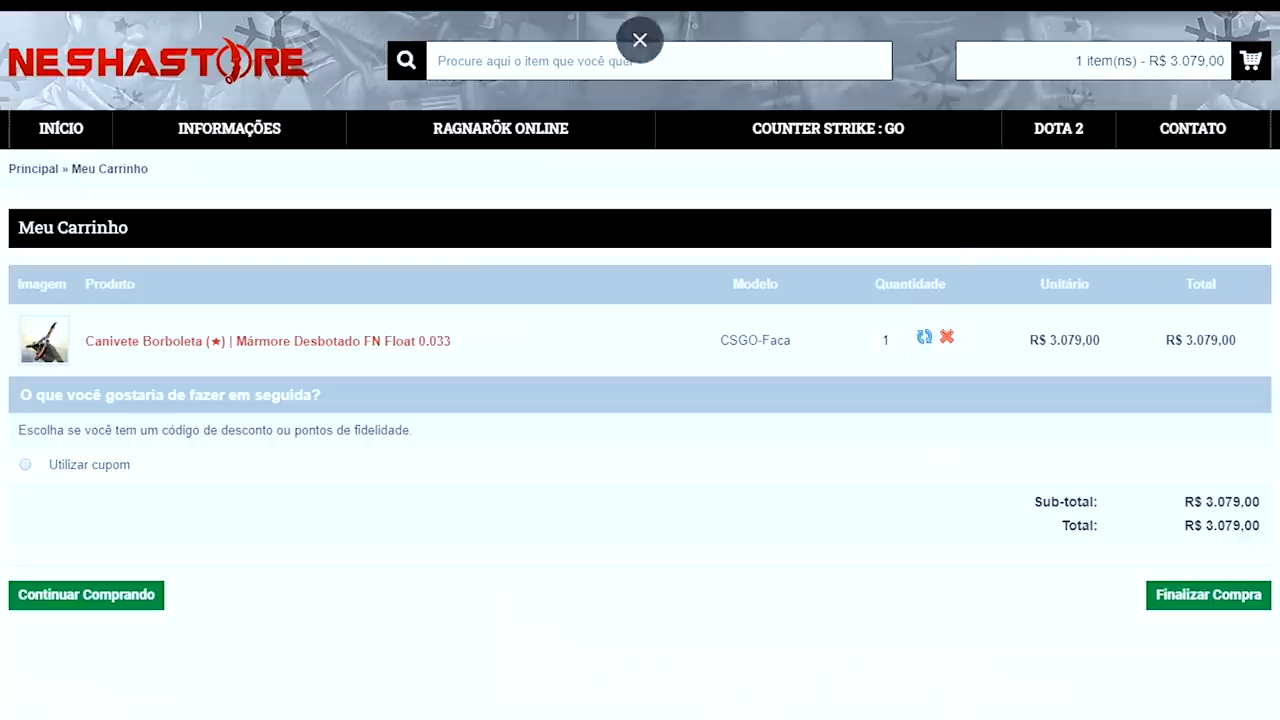 NESHASTORE
Procure aqui o item que você quer
1 item(ns) - R$ 3.079,00
INÍCIO
INFORMAÇÕES
RAGNARÖK ONLINE
COUNTER STRIKE : GO
DOTA 2
CONTATO
Principal » Meu Carrinho
Meu Carrinho
Imagem Produto Modelo Quantidade Unitário Total
Canivete Borboleta (★) | Mármore Desbotado FN Float 0.033 CSGO-Faca 1 R$ 3.079,00 R$ 3.079,00
O que você gostaria de fazer em seguida?
Escolha se você tem um código de desconto ou pontos de fidelidade.
Utilizar cupom
Sub-total: R$ 3.079,00
Total: R$ 3.079,00
Continuar Comprando
Finalizar Compra